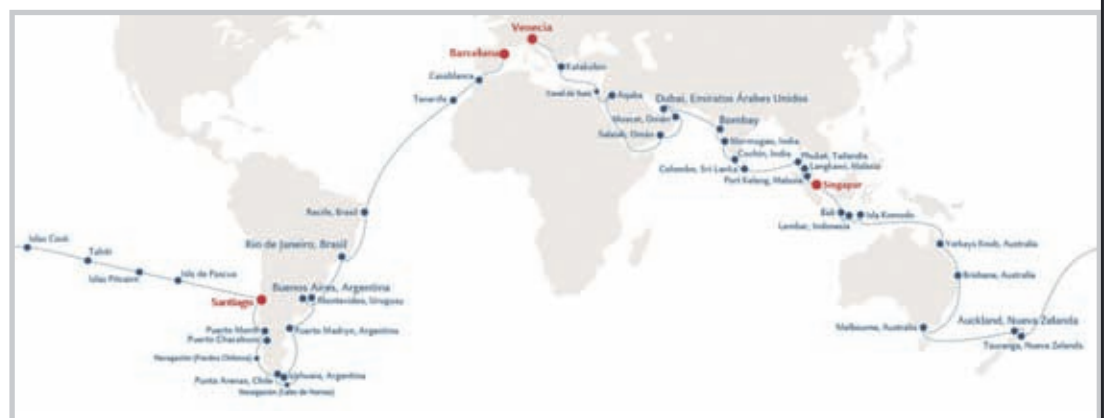 Venecia
Barcelona
Katakolon
Casablanca
Canal de Suez
Aqaba
Tenerife
Dubai, Emiratos Árabes Unidos
Muscat, Omán
Bombay
Salalah, Omán
Mormugao, India
Cochin, India
Phuket, Tailandia
Colombo, Sri Lanka
Langkawi, Malasia
Port Kelang, Malasia
Singapur
Recife, Brasil
Bali
Isla Komodo
Lembar, Indonesia
Islas Cook
Rio de Janeiro, Brasil
Yorkeys Knob, Australia
Tahití
Islas Pitcairn
Isla de Pascua
Brisbane, Australia
Buenos Aires, Argentina
Santiago
Montevideo, Uruguay
Auckland, Nueva Zelanda
Puerto Montt
Puerto Madryn, Argentina
Melbourne, Australia
Puerto Chacabuco
Tauranga, Nueva Zelanda
Navegación (Fiordos Chilenos)
Ushuaia, Argentina
Punta Arenas, Chile
Navegación (Cabo de Hornos)